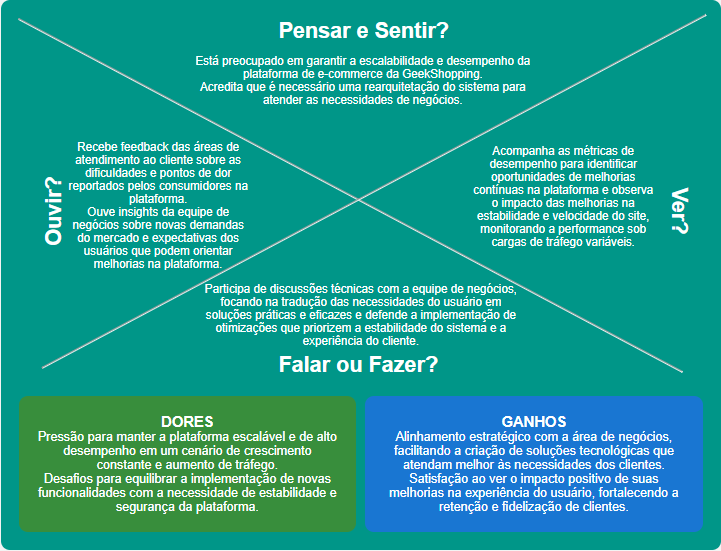 Pensar e Sentir?
Está preocupado em garantir a escalabilidade e desempenho da
plataforma de e-commerce da GeekShopping.
Acredita que é necessário uma rearquitetação do sistema para
atender as necessidades de negócios.
Ouvir?
Recebe feedback das áreas de
atendimento ao cliente sobre as
dificuldades e pontos de dor
reportados pelos consumidores na
plataforma.
Ouve insights da equipe de
negócios sobre novas demandas
do mercado e expectativas dos
usuários que podem orientar
melhorias na plataforma.
Acompanha as métricas de
desempenho para identificar
oportunidades de melhorias
contínuas na plataforma e observa
o impacto das melhorias na
estabilidade e velocidade do site,
monitorando a performance sob
cargas de tráfego variáveis.
Ver?
Participa de discussões técnicas com a equipe de negócios,
focando na tradução das necessidades do usuário em
soluções práticas e eficazes e defende a implementação de
otimizações que priorizem a estabilidade do sistema e a
experiência do cliente.
Falar ou Fazer?
DORES
Pressão para manter a plataforma escalável e de alto
desempenho em um cenário de crescimento
constante e aumento de tráfego.
Desafios para equilibrar a implementação de novas
funcionalidades com a necessidade de estabilidade e
segurança da plataforma.
GANHOS
Alinhamento estratégico com a área de negócios,
facilitando a criação de soluções tecnológicas que
atendam melhor às necessidades dos clientes.
Satisfação ao ver o impacto positivo de suas
melhorias na experiência do usuário, fortalecendo a
retenção e fidelização de clientes.